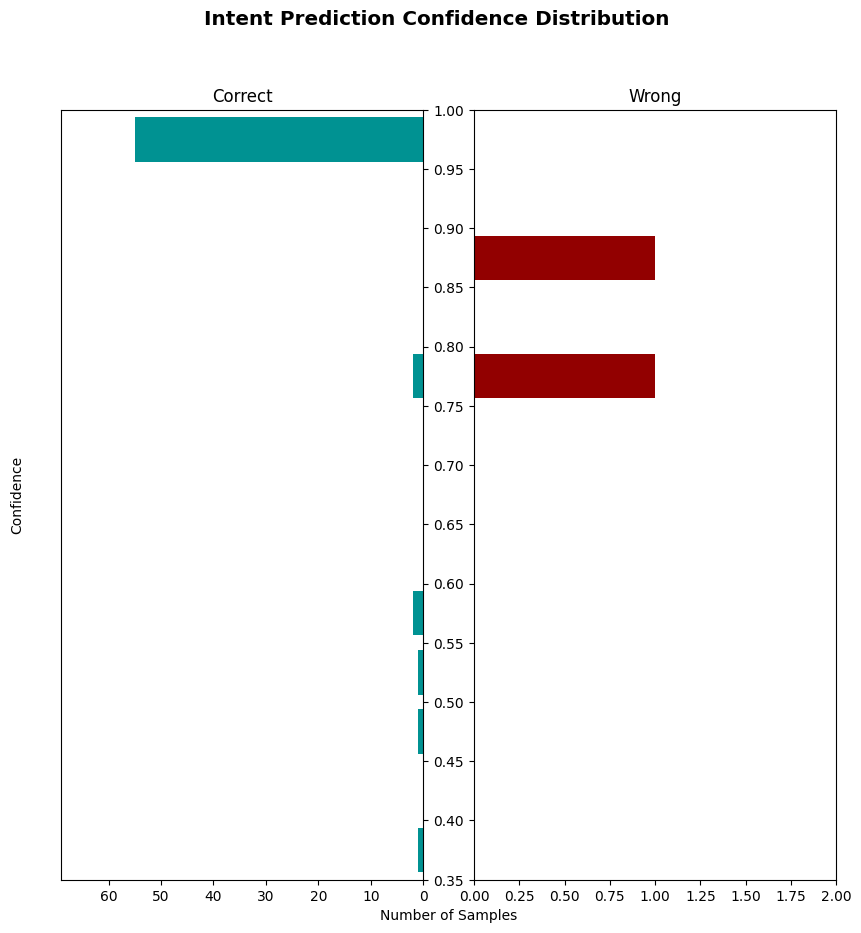 Intent Prediction Confidence Distribution
Correct
Wrong
1.00
0.95
0.90
0.85
0.80
0.75
0.70
0.65
0.60
0.55
0.50
0.45
0.40
0.35
Confidence
60 50 40 30 20 10 0
0.00 0.25 0.50 0.75 1.00 1.25 1.50 1.75 2.00
Number of Samples